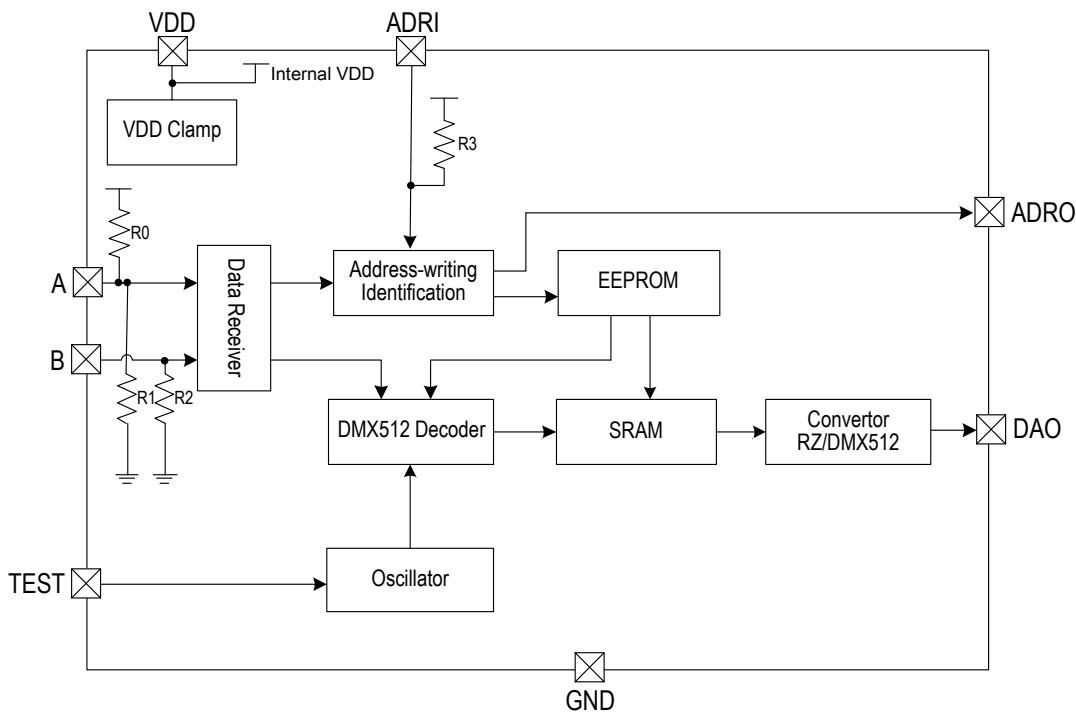 VDD
ADRI
Internal VDD
VDD Clamp
R3
R0
ADRO
A
Data Receiver
Address-writing
Identification
EEPROM
B
R1
R2
DMX512 Decoder
SRAM
Convertor
RZ/DMX512
DAO
TEST
Oscillator
GND